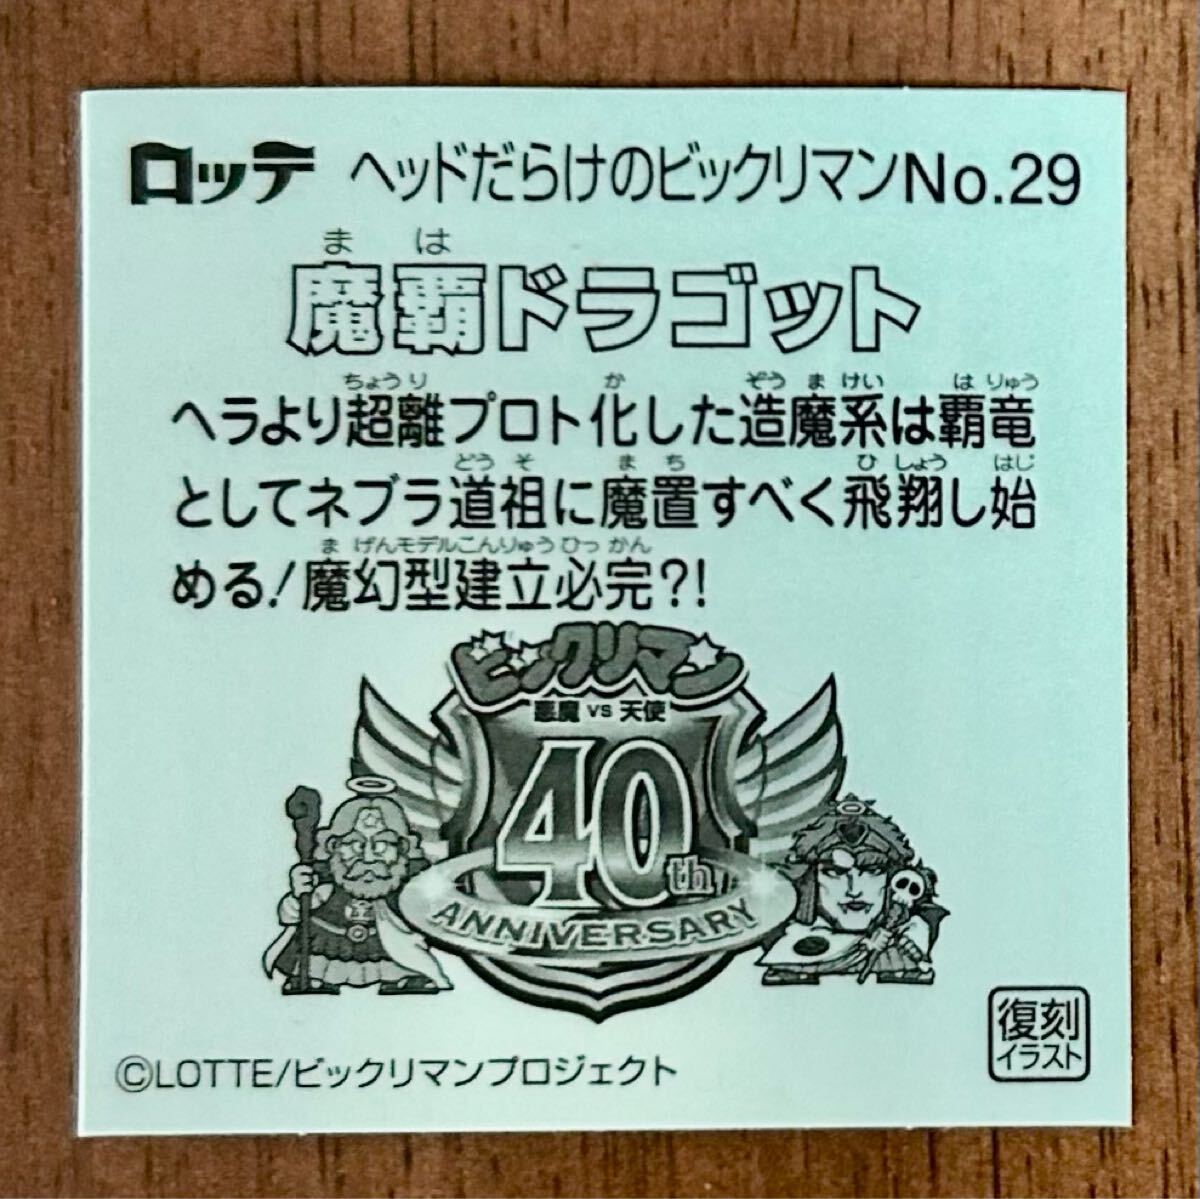 ロッテ ヘッドだらけのビックリマンNo.29
まは
魔覇ドラゴット
ちょうり か ぞうまけい はりゅう
ヘラより超離プロト化した造魔系は覇竜
どうそ まち ひしょう はじ
としてネブラ道祖に魔置すべく飛翔し始
まげんモデルこんりゅうひっかん
める!魔幻型建立必完?!
ビックリマン
悪魔 VS 天使
40th
ANNIVERSARY
復刻
イラスト
©LOTTE/ビックリマンプロジェクト